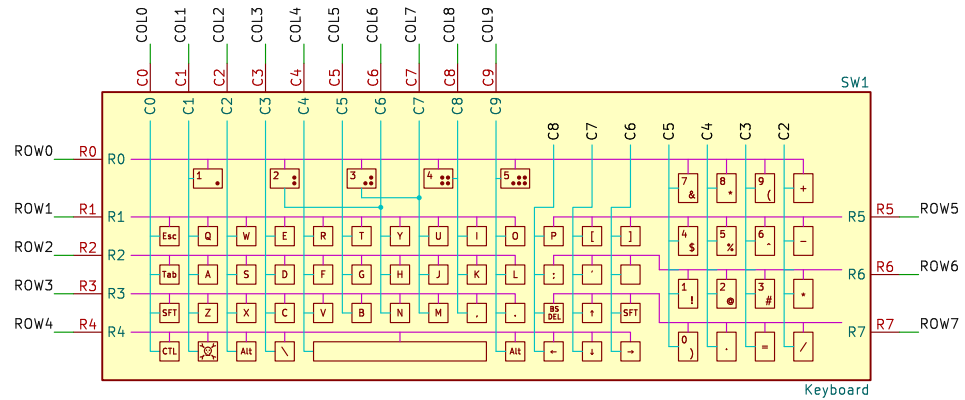 COL0 COL1 COL2 COL3 COL4 COL5 COL6 COL7 COL8 COL9
C0 C1 C2 C3 C4 C5 C6 C7 C8 C9
SW1
C0 C1 C2 C3 C4 C5 C6 C7 C8 C9
C8 C7 C6 C5 C4 C3 C2
ROW0 R0 R0
1 2 3 4 5
7 & 8 * 9 ( +
ROW1 R1 R1
R5 R5 ROW5
Esc Q W E R T Y U I O P [ ]
4 $ 5 % 6 ^ -
ROW2 R2 R2
R6 R6 ROW6
Tab A S D F G H J K L : ´
1 ! 2 @ 3 # *
ROW3 R3 R3
SFT Z X C V B N M , . BS DEL ↑ SFT
ROW4 R4 R4
R7 R7 ROW7
CTL Alt \ Alt ← ↓ →
0 ) . = /
Keyboard